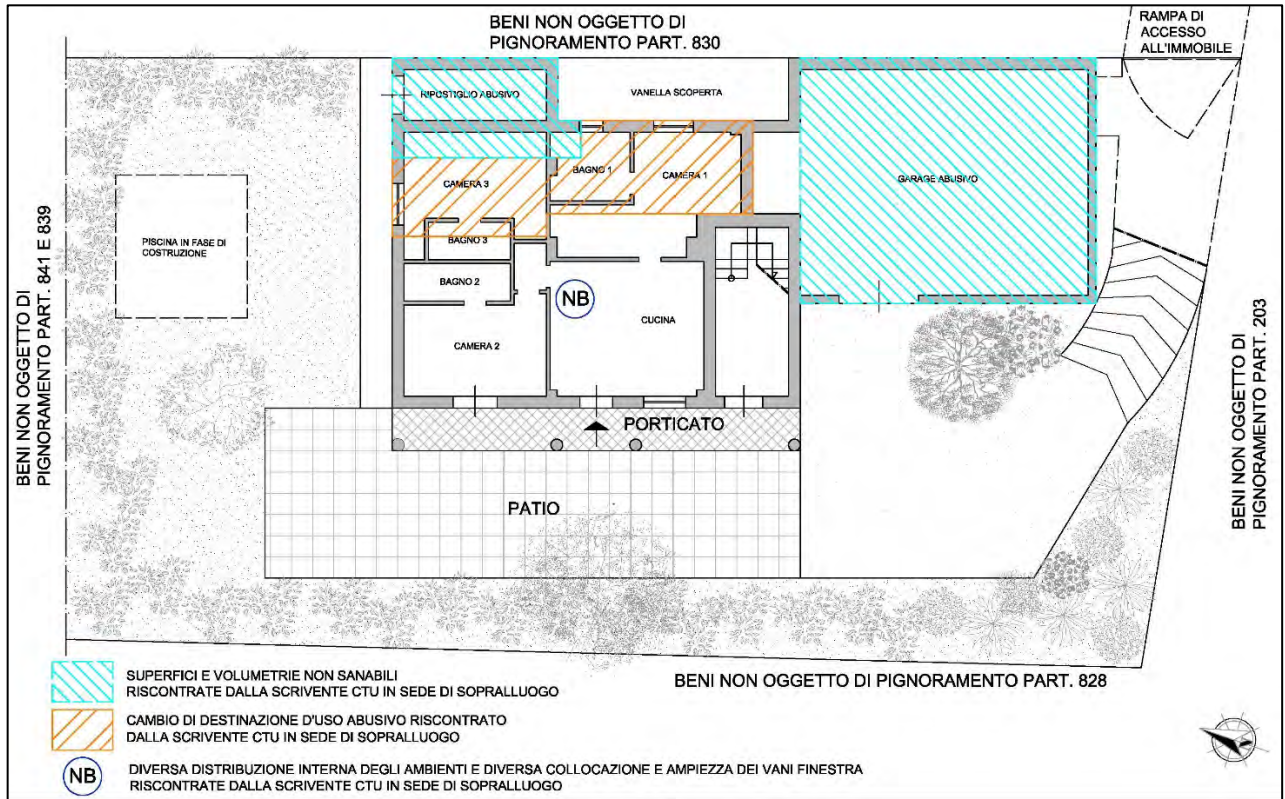 BENI NON OGGETTO DI
PIGNORAMENTO PART. 830
RAMPA DI
ACCESSO
ALL'IMMOBILE
RIPOSTIGLIO ABUSIVO
VANELLA SCOPERTA
BAGNO 1
CAMERA 1
CAMERA 3
GARAGE ABUSIVO
BENI NON OGGETTO DI
PIGNORAMENTO PART. 841 E 839
PISCINA IN FASE DI
COSTRUZIONE
BAGNO 3
BAGNO 2
NB
CUCINA
CAMERA 2
PORTICATO
PATIO
BENI NON OGGETTO DI
PIGNORAMENTO PART. 203
BENI NON OGGETTO DI PIGNORAMENTO PART. 828
SUPERFICI E VOLUMETRIE NON SANABILI
RISCONTRATE DALLA SCRIVENTE CTU IN SEDE DI SOPRALLUOGO
CAMBIO DI DESTINAZIONE D'USO ABUSIVO RISCONTRATO
DALLA SCRIVENTE CTU IN SEDE DI SOPRALLUOGO
NB
DIVERSA DISTRIBUZIONE INTERNA DEGLI AMBIENTI E DIVERSA COLLOCAZIONE E AMPIEZZA DEI VANI FINESTRA
RISCONTRATE DALLA SCRIVENTE CTU IN SEDE DI SOPRALLUOGO